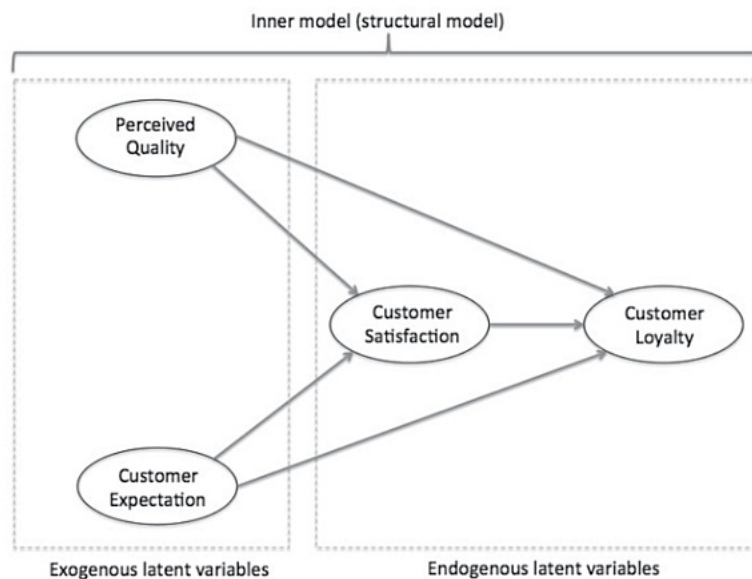 Inner model (structural model)
Perceived
Quality
Customer
Satisfaction
Customer
Loyalty
Customer
Expectation
Exogenous latent variables
Endogenous latent variables